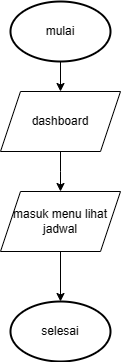 mulai
dashboard
masuk menu lihat
jadwal
selesai